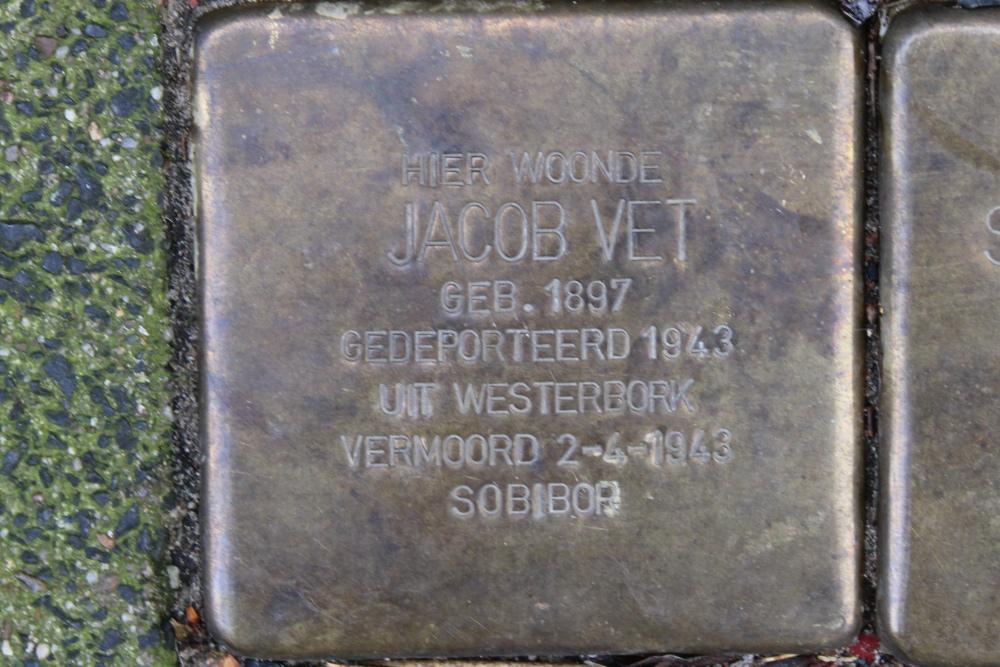 HIER WOONDE
JACOB VET
GEB. 1897
GEDEPORTEERD 1943
UIT WESTERBORK
VERMOORD 2-4-1943
SOBIBOR
S